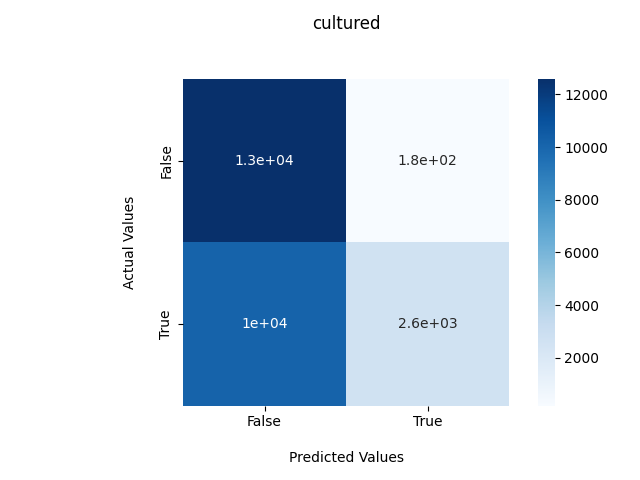 cultured
12000
10000
8000
6000
4000
2000
Actual Values
False
True
1.3e+04 1.8e+02
1e+04 2.6e+03
False True
Predicted Values